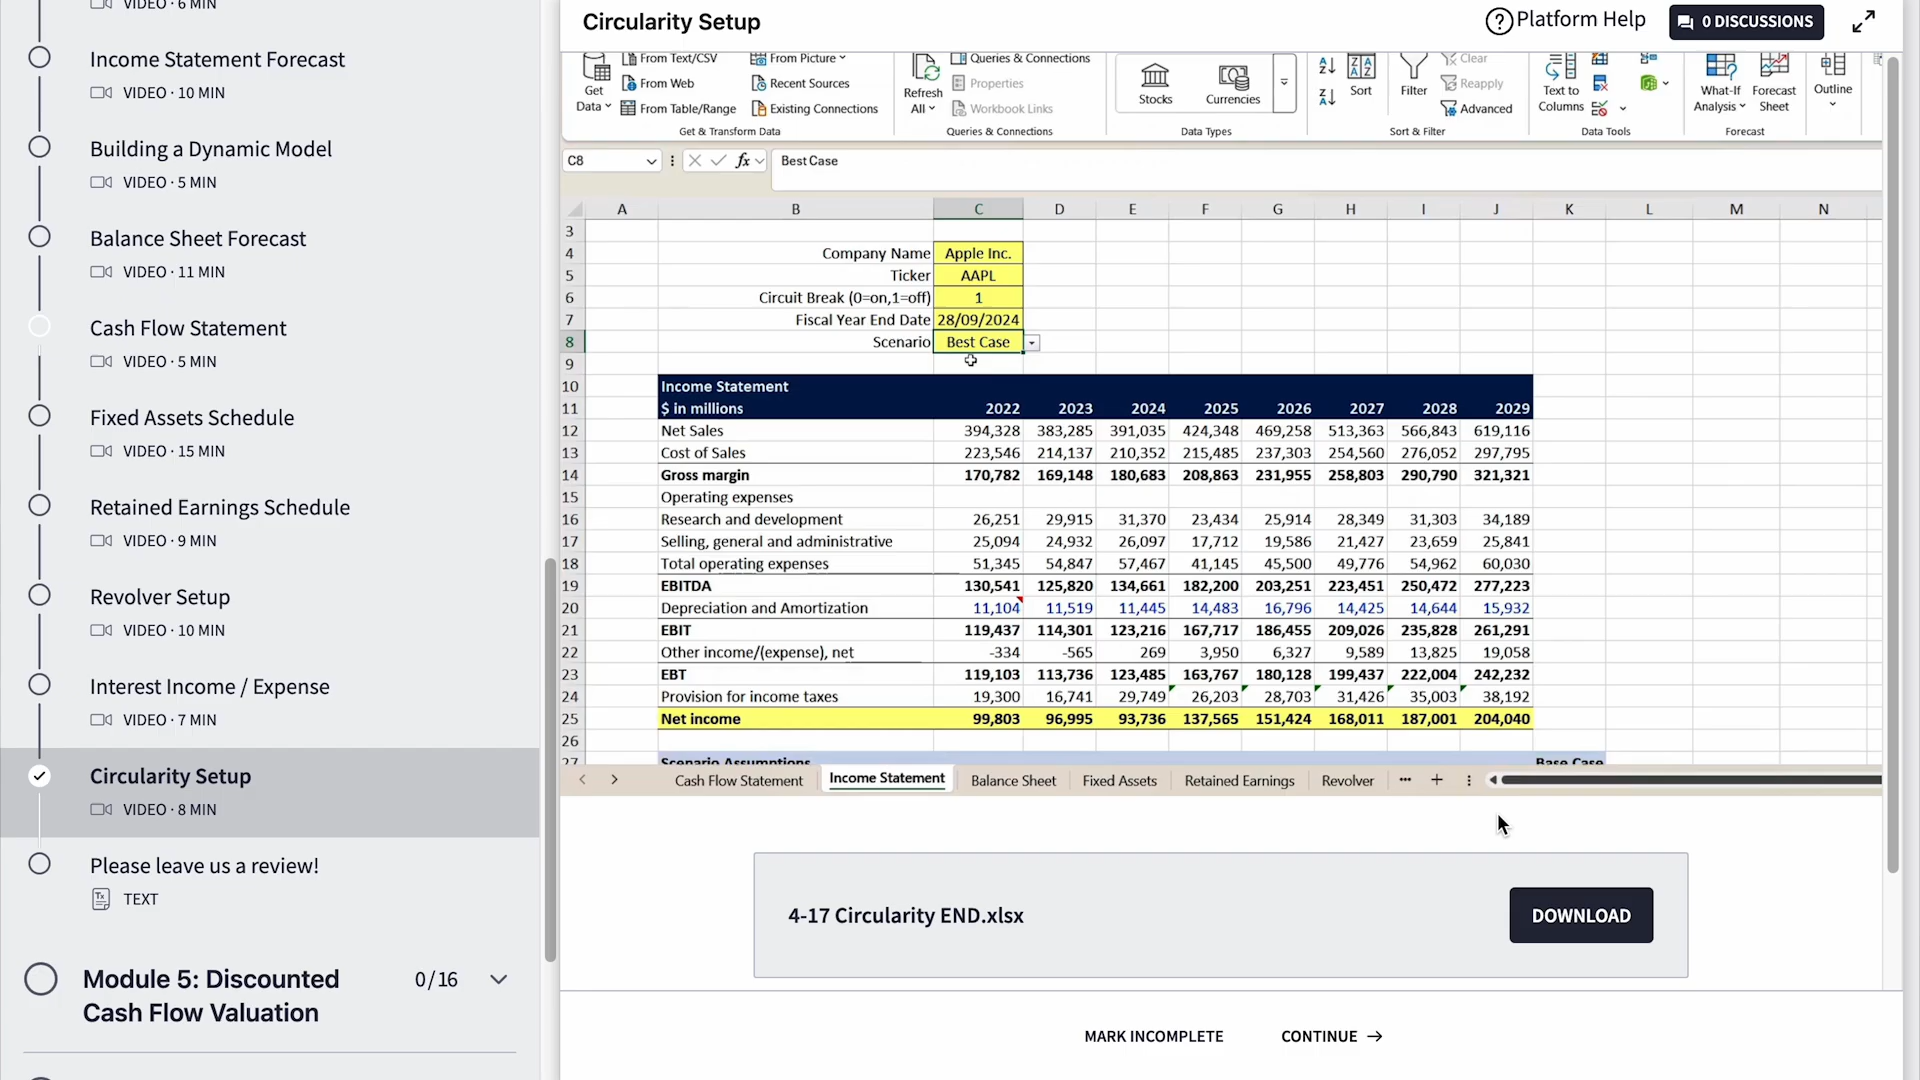 VIDEO · 6 MIN
Income Statement Forecast
VIDEO · 10 MIN
Building a Dynamic Model
VIDEO · 5 MIN
Balance Sheet Forecast
VIDEO · 11 MIN
Cash Flow Statement
VIDEO · 5 MIN
Fixed Assets Schedule
VIDEO · 15 MIN
Retained Earnings Schedule
VIDEO · 9 MIN
Revolver Setup
VIDEO · 10 MIN
Interest Income / Expense
VIDEO · 7 MIN
Circularity Setup
VIDEO · 8 MIN
Please leave us a review!
TEXT
Module 5: Discounted
Cash Flow Valuation
0/16
Circularity Setup
Platform Help
0 DISCUSSIONS
From Text/CSV From Picture Queries & Connections Clear
From Web Recent Sources Properties Reapply
From Table/Range Existing Connections Workbook Links Advanced
Get
Data
Refresh
All
Stocks Currencies
Sort Filter
Text to
Columns
What-If
Analysis
Forecast
Sheet
Outline
Get & Transform Data Queries & Connections Data Types Sort & Filter Data Tools Forecast
C8 fx Best Case
A B C D E F G H I J K L M N
3
4 Company Name Apple Inc.
5 Ticker AAPL
6 Circuit Break (0=on,1=off) 1
7 Fiscal Year End Date 28/09/2024
8 Scenario Best Case
9
10 Income Statement
11 $ in millions 2022 2023 2024 2025 2026 2027 2028 2029
12 Net Sales 394,328 383,285 391,035 424,348 469,258 513,363 566,843 619,116
13 Cost of Sales 223,546 214,137 210,352 215,485 237,303 254,560 276,052 297,795
14 Gross margin 170,782 169,148 180,683 208,863 231,955 258,803 290,790 321,321
15 Operating expenses
16 Research and development 26,251 29,915 31,370 23,434 25,914 28,349 31,303 34,189
17 Selling, general and administrative 25,094 24,932 26,097 17,712 19,586 21,427 23,659 25,841
18 Total operating expenses 51,345 54,847 57,467 41,145 45,500 49,776 54,962 60,030
19 EBITDA 130,541 125,820 134,661 182,200 203,251 223,451 250,472 277,223
20 Depreciation and Amortization 11,104 11,519 11,445 14,483 16,796 14,425 14,644 15,932
21 EBIT 119,437 114,301 123,216 167,717 186,455 209,026 235,828 261,291
22 Other income/(expense), net -334 -565 269 3,950 6,327 9,589 13,825 19,058
23 EBT 119,103 113,736 123,485 163,767 180,128 199,437 222,004 242,232
24 Provision for income taxes 19,300 16,741 29,749 26,203 28,703 31,426 35,003 38,192
25 Net income 99,803 96,995 93,736 137,565 151,424 168,011 187,001 204,040
26
27 Scenario Assumptions Base Case
Cash Flow Statement Income Statement Balance Sheet Fixed Assets Retained Earnings Revolver
4-17 Circularity END.xlsx
DOWNLOAD
MARK INCOMPLETE CONTINUE →